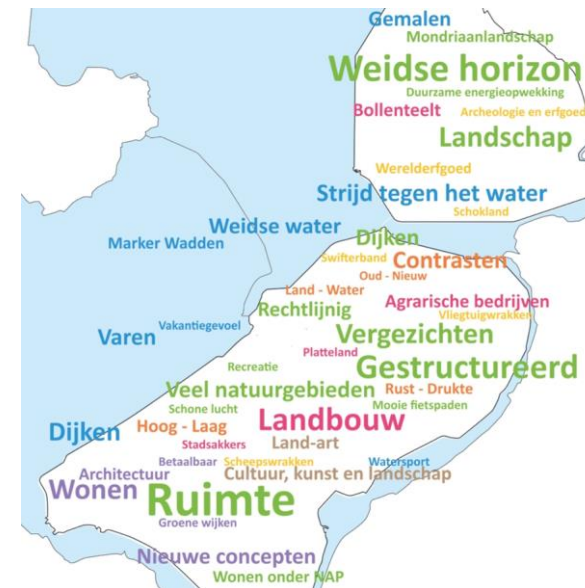 Gemalen
Mondriaanlandschap
Weidse horizon
Duurzame energieopwekking
Bollenteelt
Archeologie en erfgoed
Landschap
Werelderfgoed
Strijd tegen het water
Schokland
Weidse water
Dijken
Marker Wadden
Swifterband
Contrasten
Oud - Nieuw
Land - Water
Agrarische bedrijven
Rechtlijnig
Vliegtuigwrakken
Vakantiegevoel
Varen
Vergezichten
Platteland
Recreatie
Gestructureerd
Veel natuurgebieden
Rust - Drukte
Schone lucht
Mooie fietspaden
Dijken
Hoog - Laag
Landbouw
Stadsakkers
Land-art
Betaalbaar
Scheepswrakken
Watersport
Architectuur
Cultuur, kunst en landschap
Wonen
Ruimte
Groene wijken
Nieuwe concepten
Wonen onder NAP